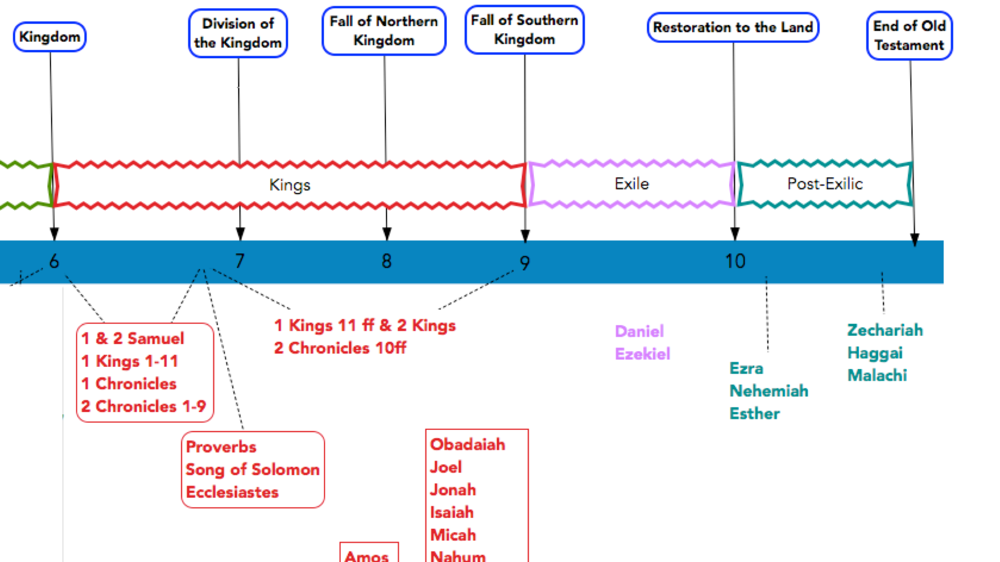 Kingdom
Division of
the Kingdom
Fall of Northern
Kingdom
Fall of Southern
Kingdom
Restoration to the Land
End of Old
Testament
Kings
Exile
Post-Exilic
6
7
8
9
10
1 & 2 Samuel
1 Kings 1-11
1 Chronicles
2 Chronicles 1-9
1 Kings 11 ff & 2 Kings
2 Chronicles 10ff
Daniel
Ezekiel
Ezra
Nehemiah
Esther
Zechariah
Haggai
Malachi
Proverbs
Song of Solomon
Ecclesiastes
Obadaiah
Joel
Jonah
Isaiah
Micah
Nahum
Amos